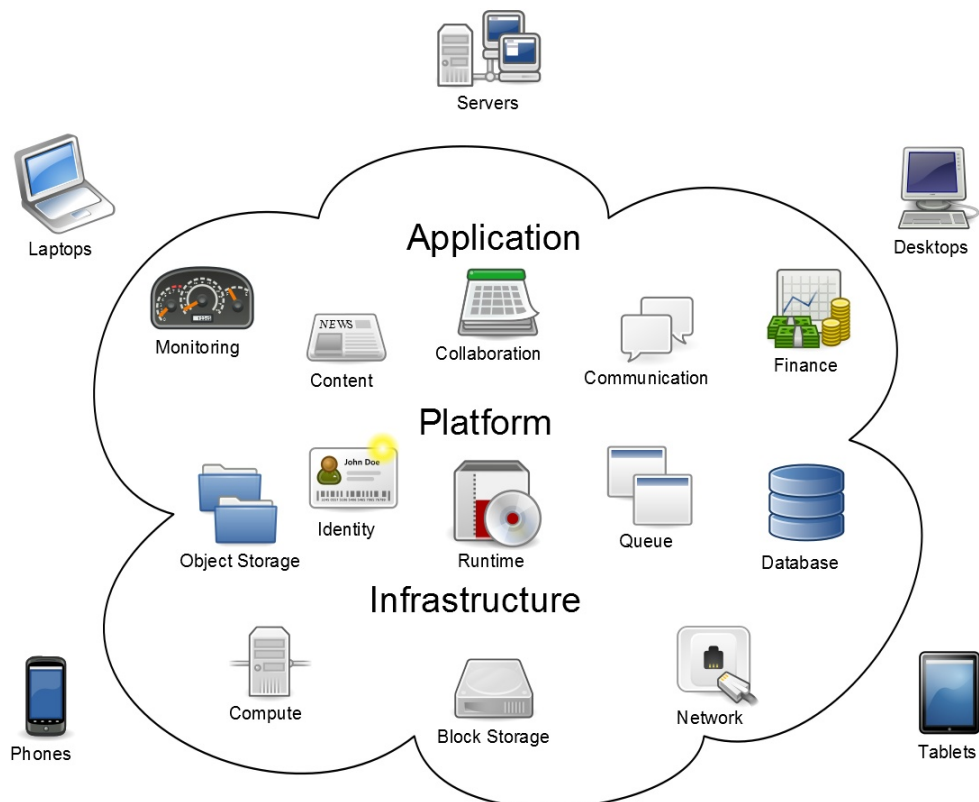 Servers
Laptops
Desktops
Application
Monitoring
NEWS
Content
Collaboration
Communication
Finance
Platform
John Doe
Object Storage
Identity
Runtime
Queue
Database
Infrastructure
Compute
Block Storage
Network
Phones
Tablets